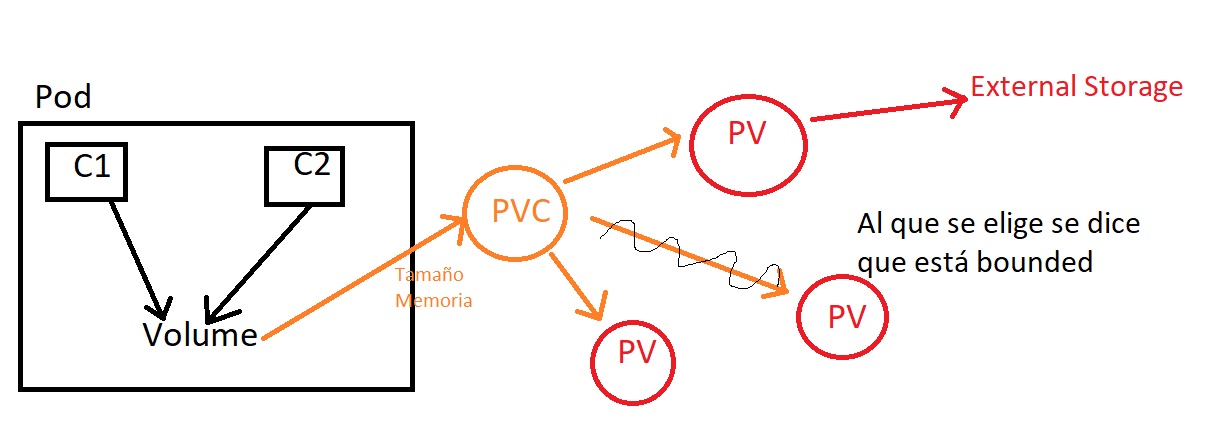 Pod
C1
C2
Volume
Tamaño
Memoria
PVC
PV
External Storage
PV
PV
Al que se elige se dice
que está bounded